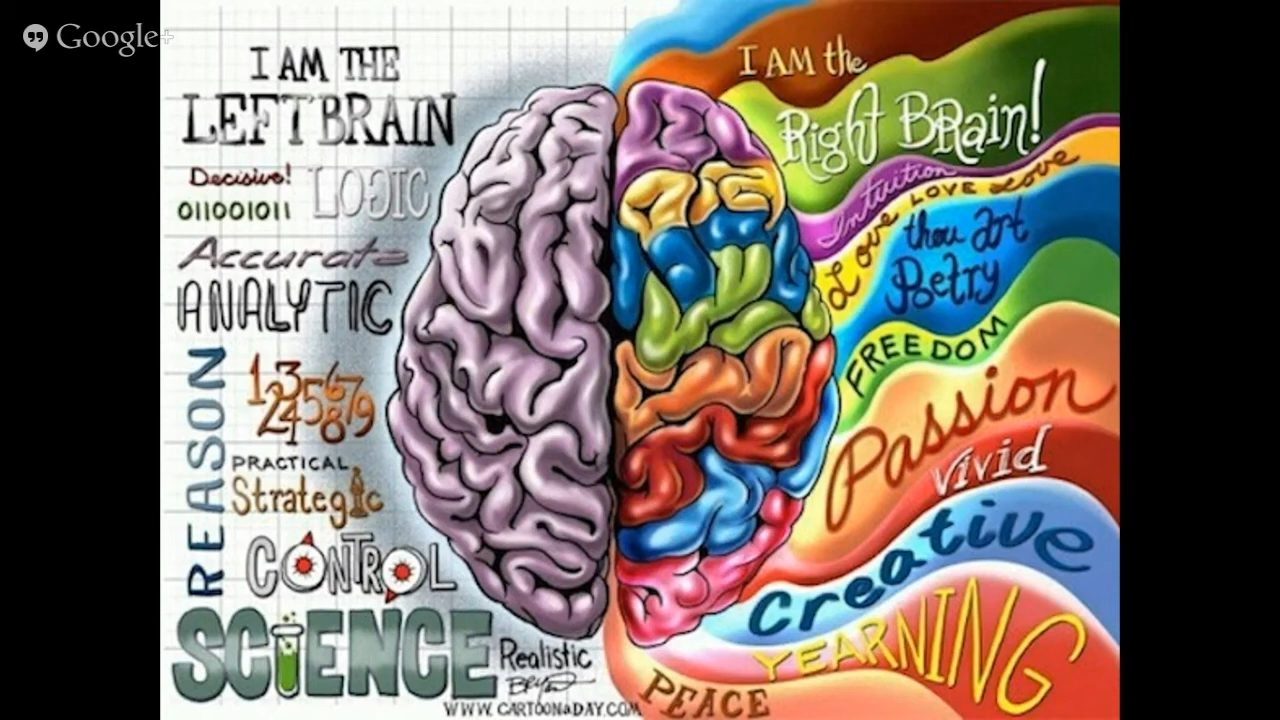 Google+
I AM THE
LEFT BRAIN
Decisive!
LOGIC
011001011
Accurate
ANALYTIC
REASON
123456789
PRACTICAL
Strategic
CONTROL
SCIENCE
Realistic
WWW.CARTOONADAY.COM
I AM the
Right BRain!
Intuition
Love LOVE Love
thou art
Poetry
FREEDOM
Passion
Vivid
Creative
YEARNING
PEACE